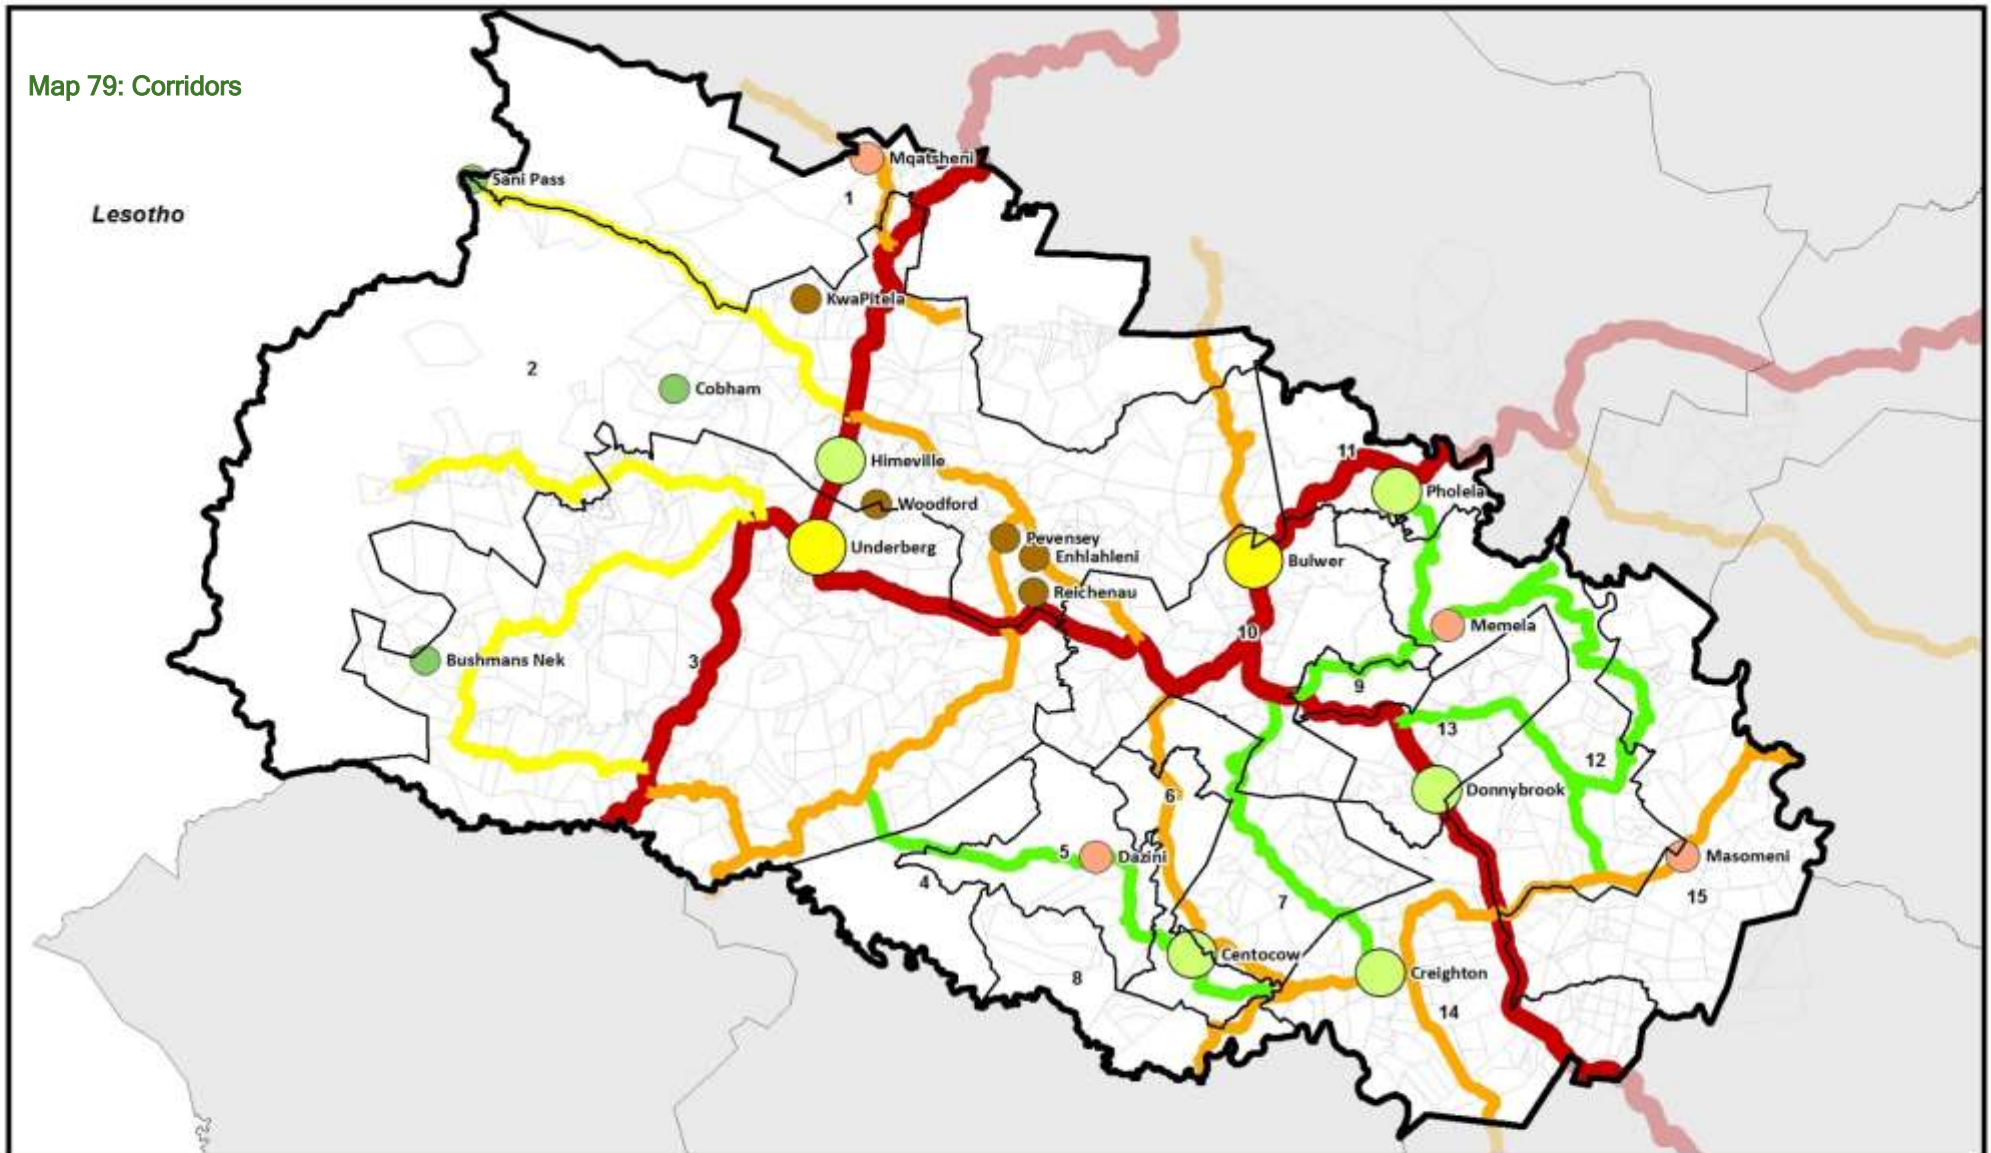 Map 79: Corridors
Mqatsheni
Sani Pass
1
Lesotho
KwaPitela
2
Cobham
11
Himeville
Pholela
Woodford
Pevensey
Underberg
Enhlahleni
Bulwer
Reichenau
Memela
10
3
Bushmans Nek
9
13
12
6
Donnybrook
5
Dazini
Masomeni
4
15
7
Centocow
Creighton
8
14